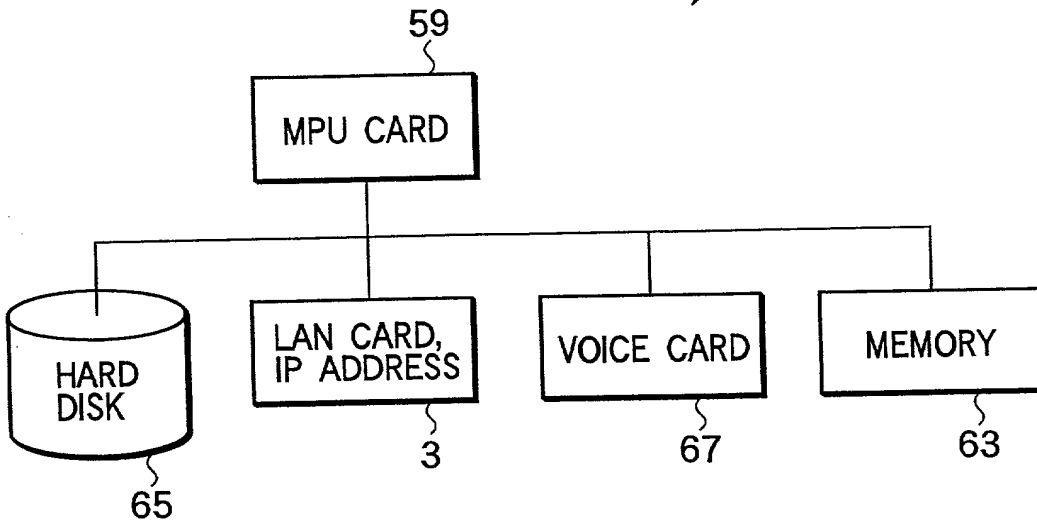 59
MPU CARD
HARD
DISK
65
LAN CARD,
IP ADDRESS
3
VOICE CARD
67
MEMORY
63